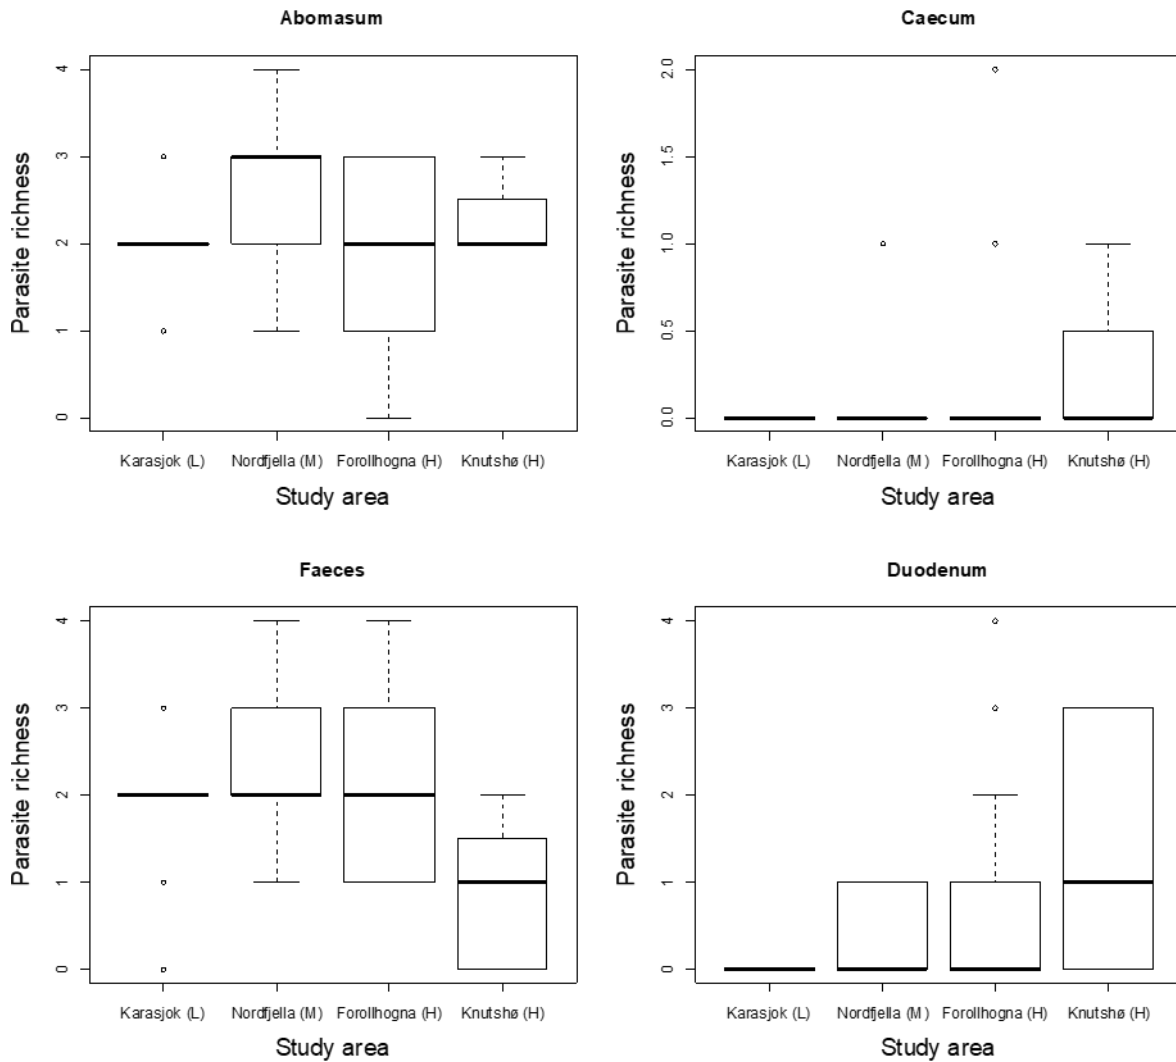 Abomasum
Parasite richness
4
3
2
1
0
Karasjok (L) Nordfjella (M) Forollhogna (H) Knutshø (H)
Study area
Caecum
Parasite richness
2.0
1.5
1.0
0.5
0.0
Karasjok (L) Nordfjella (M) Forollhogna (H) Knutshø (H)
Study area
Faeces
Parasite richness
4
3
2
1
0
Karasjok (L) Nordfjella (M) Forollhogna (H) Knutshø (H)
Study area
Duodenum
Parasite richness
4
3
2
1
0
Karasjok (L) Nordfjella (M) Forollhogna (H) Knutshø (H)
Study area